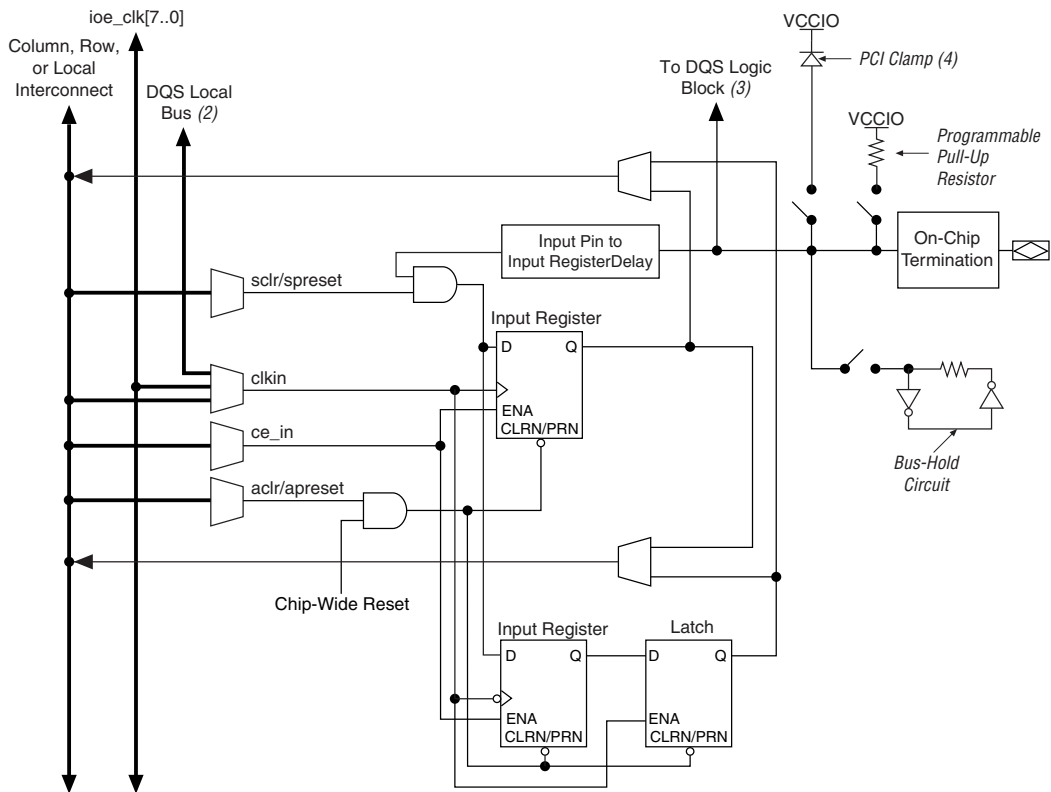 ioe_clk[7..0]
Column, Row,
or Local
Interconnect
DQS Local
Bus (2)
To DQS Logic
Block (3)
VCCIO
PCI Clamp (4)
VCCIO
Programmable
Pull-Up
Resistor
Input Pin to
Input RegisterDelay
On-Chip
Termination
sclr/spreset
Input Register
D
Q
clkin
ENA
CLRN/PRN
ce_in
aclr/apreset
Bus-Hold
Circuit
Chip-Wide Reset
Input Register
D
Q
ENA
CLRN/PRN
Latch
D
Q
ENA
CLRN/PRN